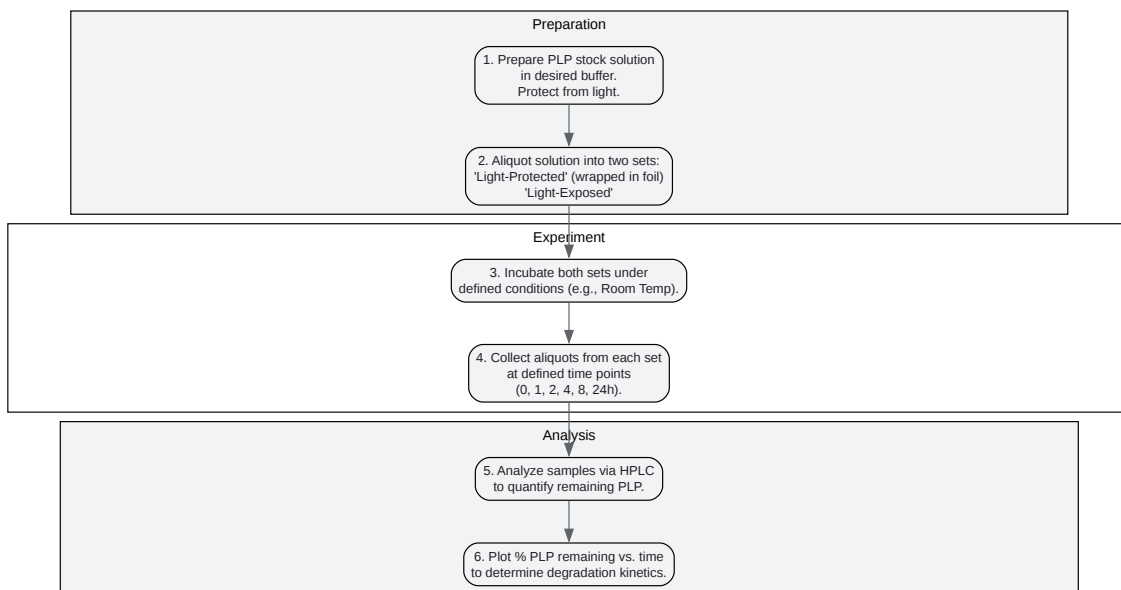 Preparation
1. Prepare PLP stock solution
in desired buffer.
Protect from light.
2. Aliquot solution into two sets:
'Light-Protected' (wrapped in foil)
'Light-Exposed'
Experiment
3. Incubate both sets under
defined conditions (e.g., Room Temp).
4. Collect aliquots from each set
at defined time points
(0, 1, 2, 4, 8, 24h).
Analysis
5. Analyze samples via HPLC
to quantify remaining PLP.
6. Plot % PLP remaining vs. time
to determine degradation kinetics.